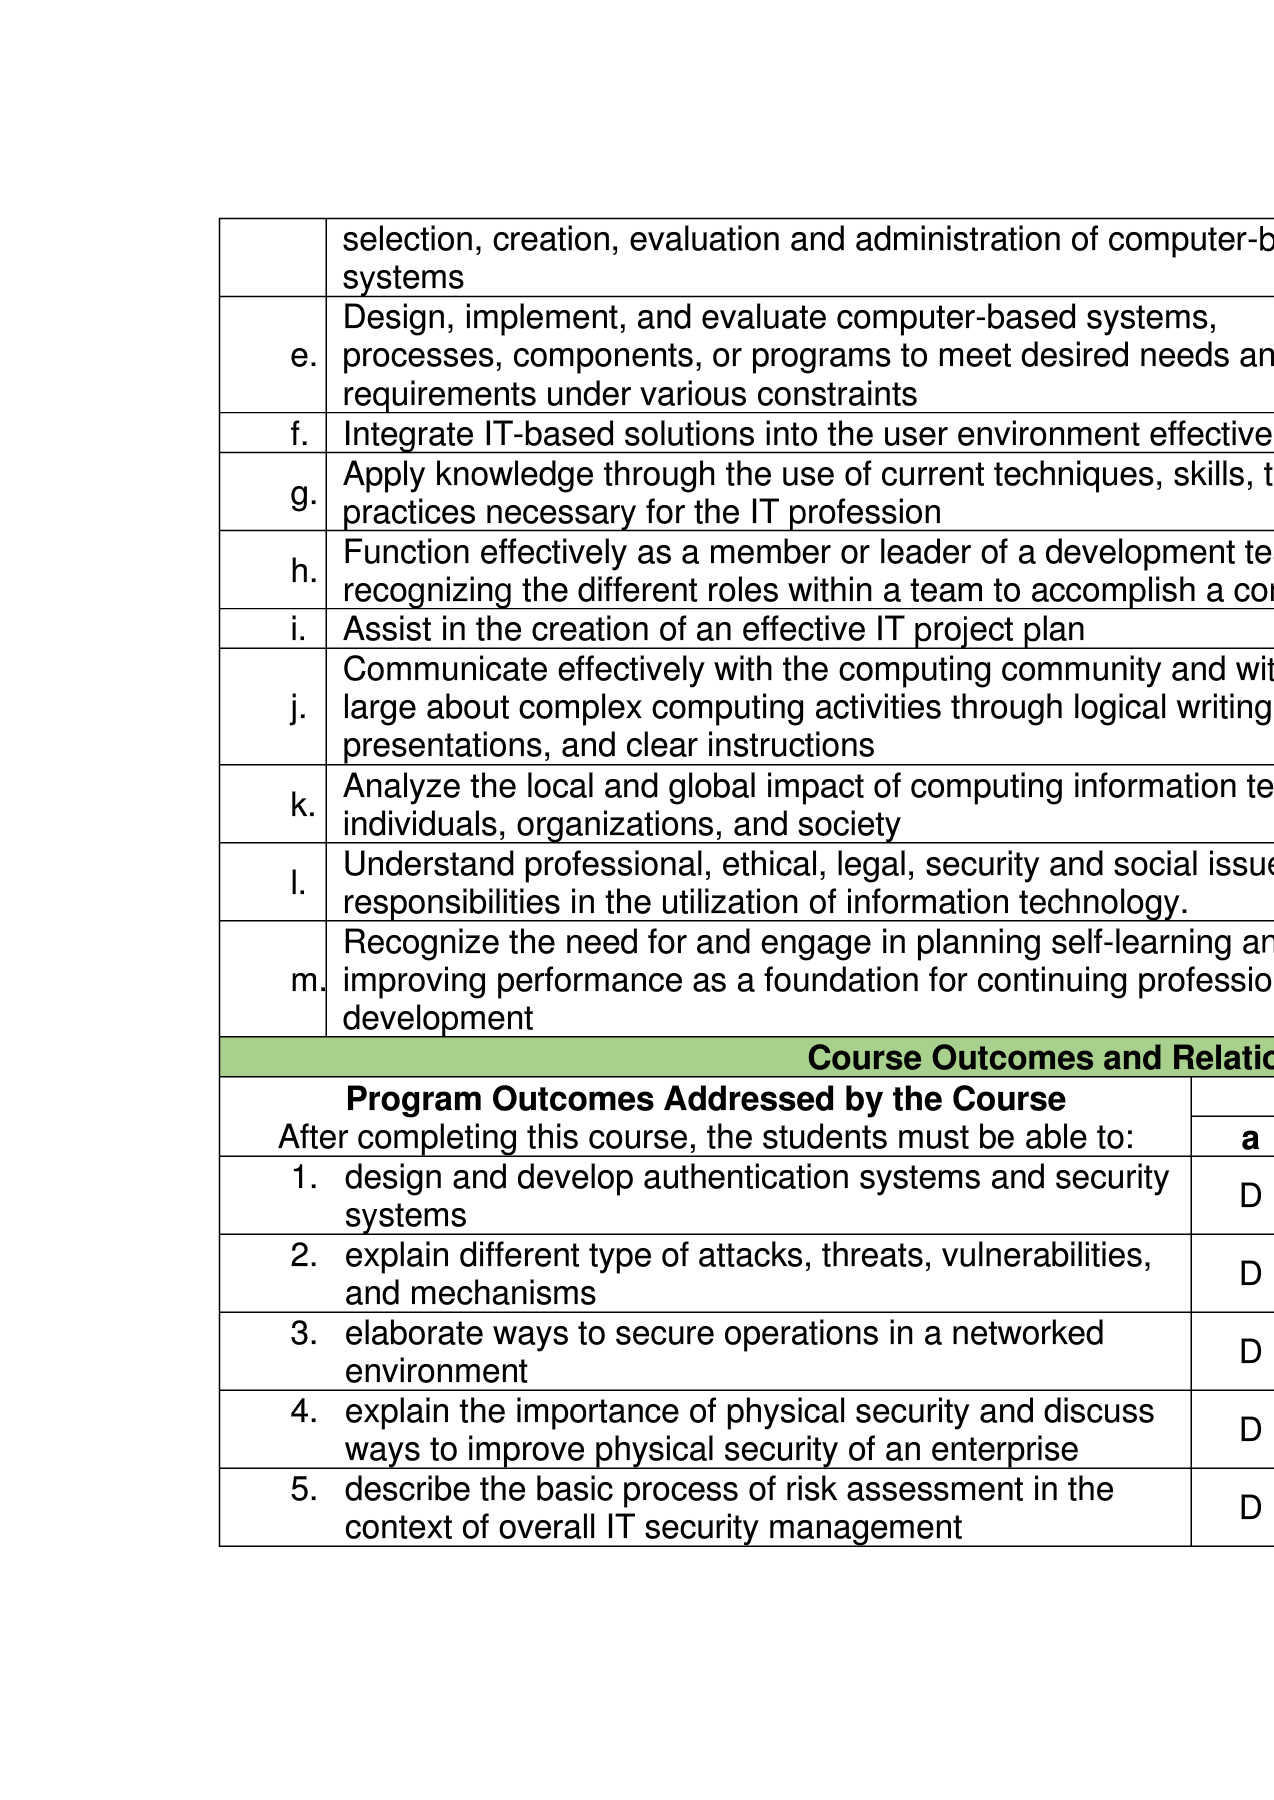 selection, creation, evaluation and administration of
systems
Design, implement, and evaluate computer-based systems,
e. processes, components, or programs to meet desired needs
requirements under various constraints
f. Integrate IT-based solutions into the user environment
g. Apply knowledge through the use of current techniques, skills,
practices necessary for the IT profession
h. Function effectively as a member or leader of a development
recognizing the different roles within a team to accomplish a
i. Assist in the creation of an effective IT project plan
Communicate effectively with the computing community and
j. large about complex computing activities through logical writing
presentations, and clear instructions
k. Analyze the local and global impact of computing information
individuals, organizations, and society
l. Understand professional, ethical, legal, security and social
responsibilities in the utilization of information technology.
Recognize the need for and engage in planning self-learning
m. improving performance as a foundation for continuing
development
Course Outcomes and
Program Outcomes Addressed by the Course
After completing this course, the students must be able to: a
1. design and develop authentication systems and security
systems D
2. explain different type of attacks, threats, vulnerabilities,
and mechanisms D
3. elaborate ways to secure operations in a networked
environment D
4. explain the importance of physical security and discuss
ways to improve physical security of an enterprise D
5. describe the basic process of risk assessment in the
context of overall IT security management D